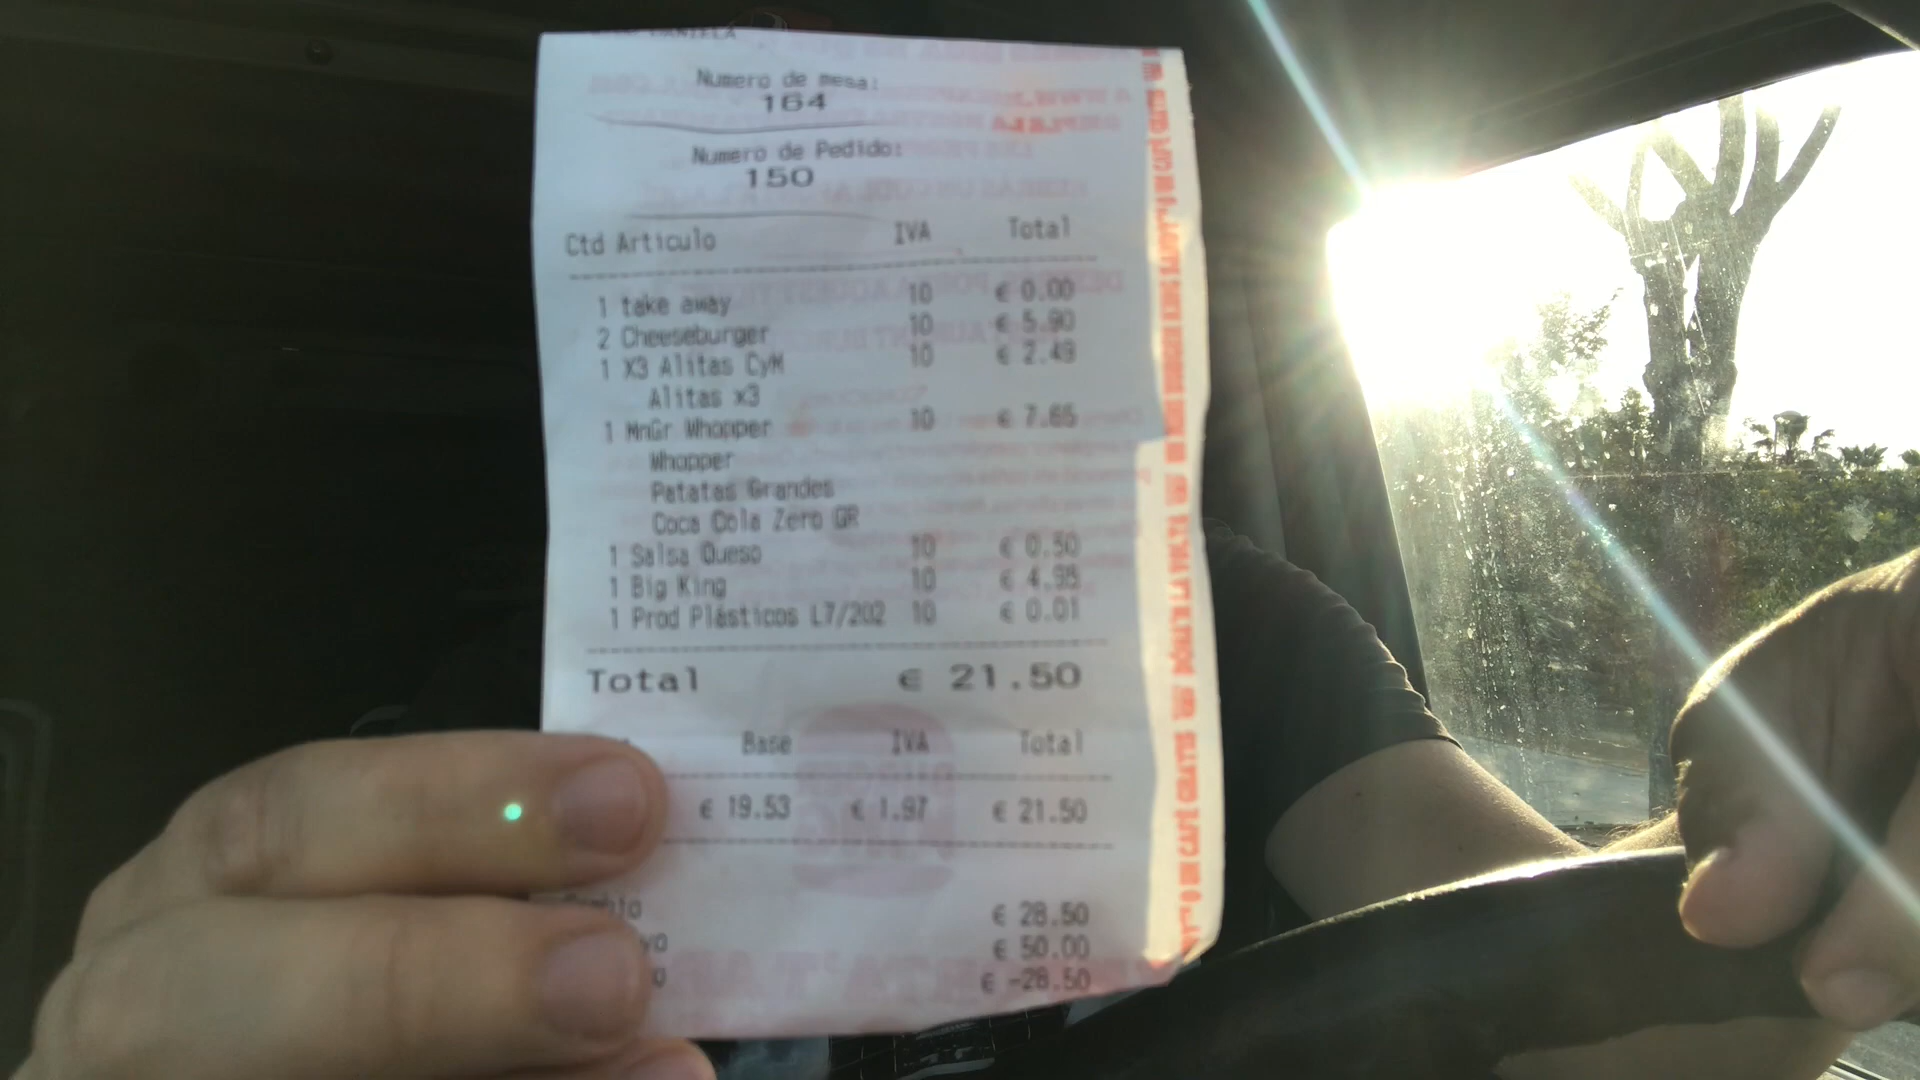 Numero de mesa:
164
Numero de Pedido:
150
Ctd Articulo IVA Total
1 take away 10 € 0.00
2 Cheeseburger 10 € 5.90
1 X3 Alitas CyM 10 € 2.49
Alitas x3
1 MnGr Whopper 10 € 7.65
Whopper
Patatas Grandes
Coca Cola Zero GR
1 Salsa Queso 10 € 0.50
1 Big King 10 € 4.95
1 Prod Plásticos L7/202 10 € 0.01
Total € 21.50
Base IVA Total
€ 19.53 € 1.97 € 21.50
€ 28.50
€ 50.00
€ -28.50